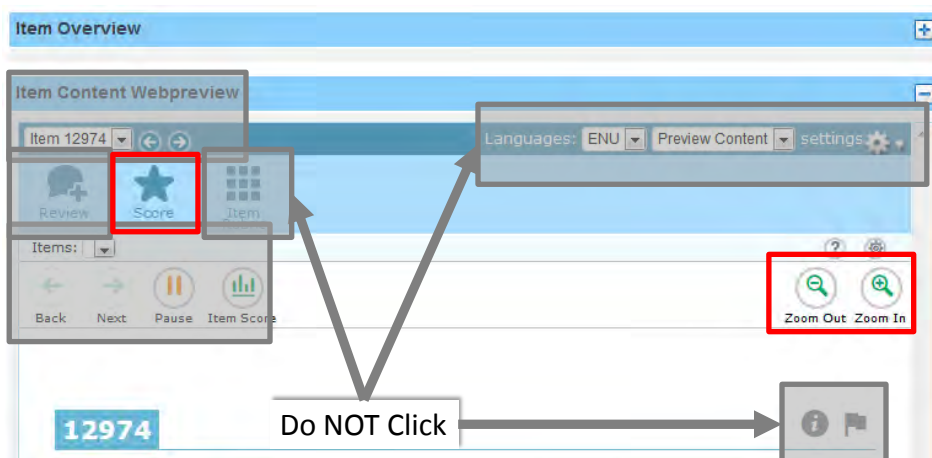 Item Overview
Item Content Webpreview
Item 12974
Languages: ENU Preview Content settings
Review Score Item
Items:
Back Next Pause Item Score
Zoom Out Zoom In
12974 Do NOT Click